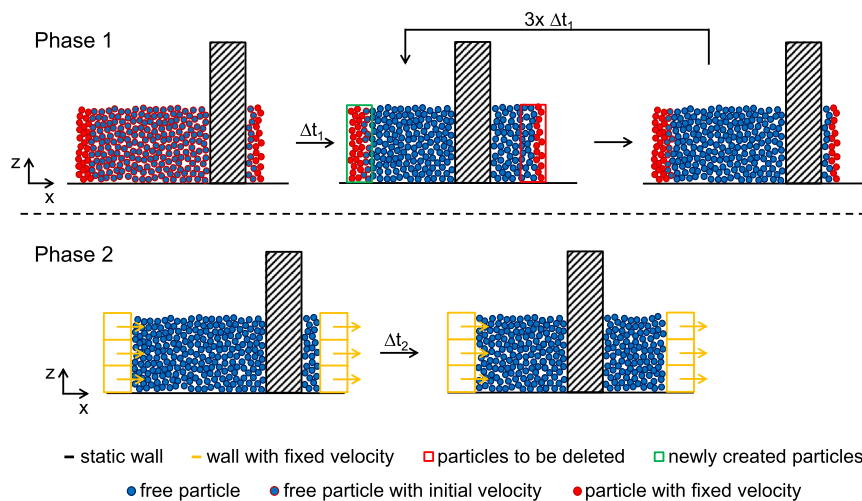 Phase 1
3x Δt₁
Δt₁
z
x
z
x
z
x
Phase 2
Δt₂
z
x
static wall
wall with fixed velocity
particles to be deleted
newly created particles
free particle
free particle with initial velocity
particle with fixed velocity